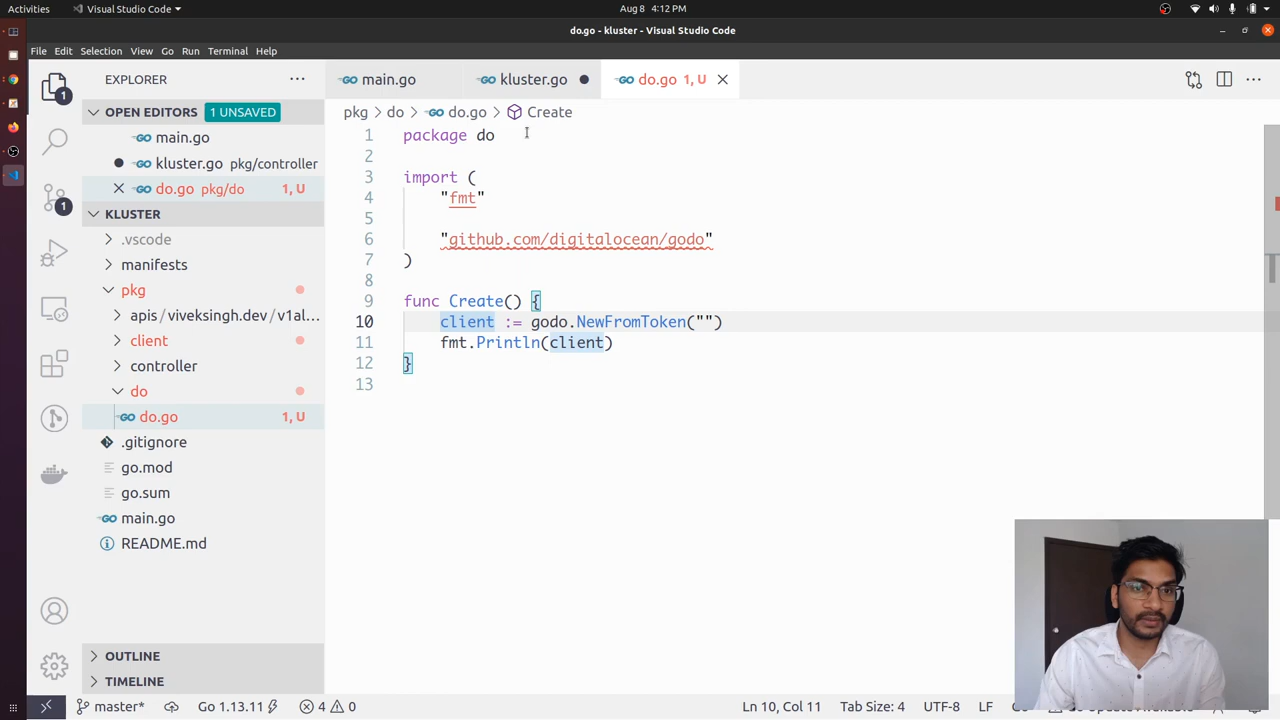 Activities
Visual Studio Code
Aug 8 4:12 PM
do.go - kluster - Visual Studio Code
File Edit Selection View Go Run Terminal Help
EXPLORER
OPEN EDITORS 1 UNSAVED
main.go
kluster.go pkg/controller
do.go pkg/do 1, U
KLUSTER
.vscode
manifests
pkg
apis/viveksingh.dev/v1al...
client
controller
do
do.go 1, U
.gitignore
go.mod
go.sum
main.go
README.md
OUTLINE
TIMELINE
1
1
main.go kluster.go do.go 1, U
pkg > do > do.go > Create
1 package do
2
3 import (
4 "fmt"
5
6 "github.com/digitalocean/godo"
7 )
8
9 func Create() {
10 client := godo.NewFromToken("")
11 fmt.Println(client)
12 }
13
master* Go 1.13.11 4 0 Ln 10, Col 11 Tab Size: 4 UTF-8 LF